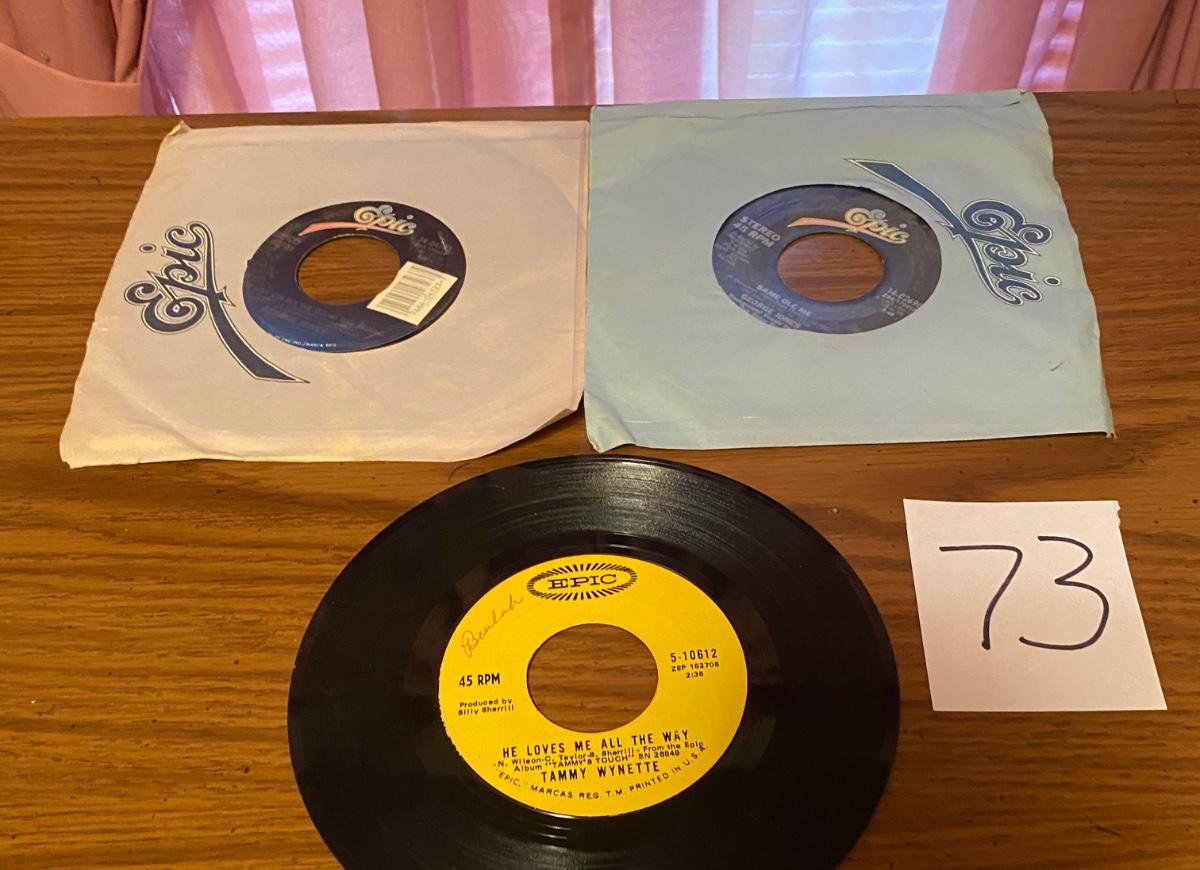 Epic
Epic
Epic
Epic
STEREO
45 RPM
SAME OLE ME
GEORGE JONES
EPIC
Beulah
45 RPM
5-10612
ZSP 152708
2:38
Produced by
Billy Sherrill
HE LOVES ME ALL THE WAY
-N. Wilson-C. Taylor-B. Sherrill - From the Epic
Album "TAMMY'S TOUCH" BN 26549
TAMMY WYNETTE
"EPIC," MARCAS REG. T.M. PRINTED IN U.S.A.
73